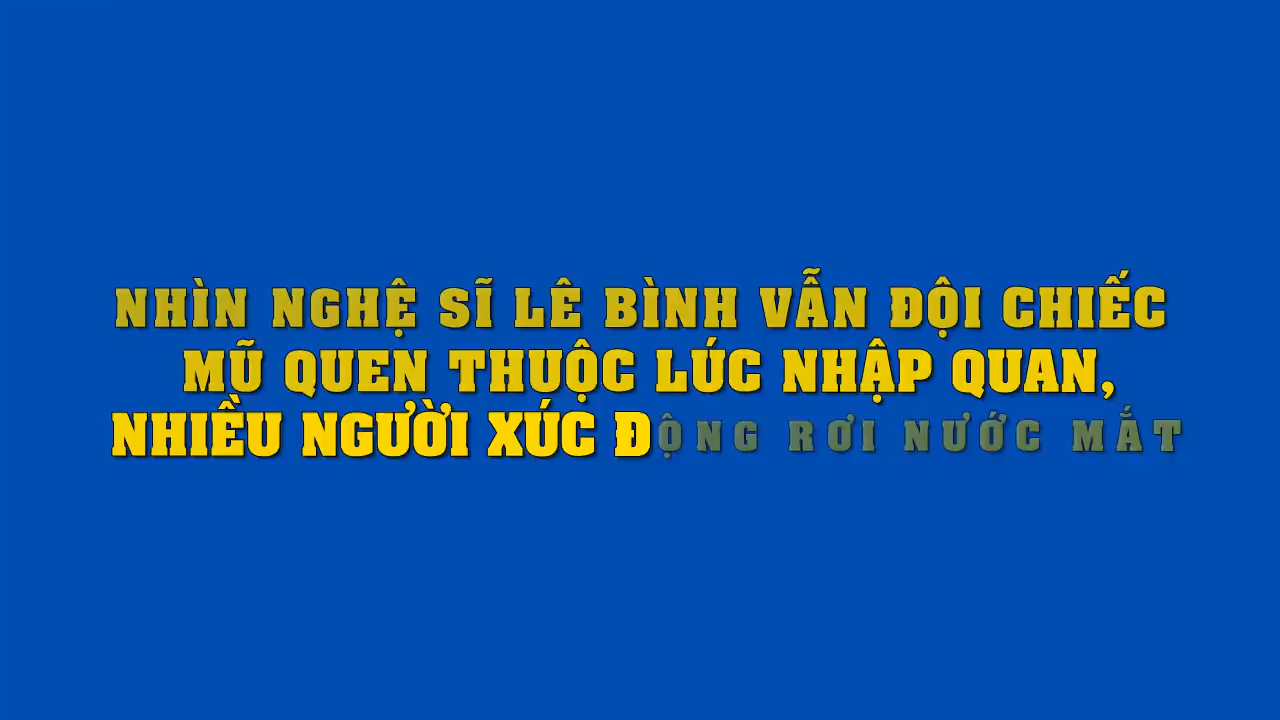 NHÌN NGHỆ SĨ LÊ BÌNH VẪN ĐỘI CHIẾC
MŨ QUEN THUỘC LÚC NHẬP QUAN,
NHIỀU NGƯỜI XÚC ĐỘNG RƠI NƯỚC MẮT